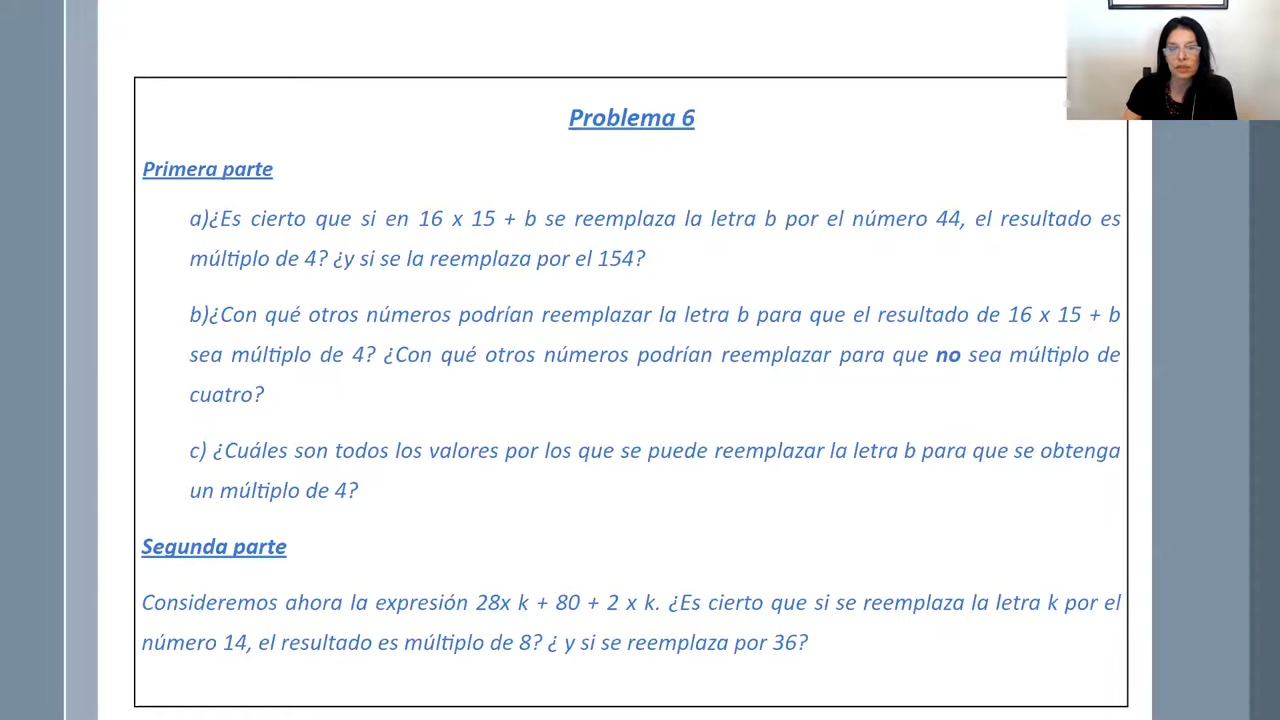 Problema 6
Primera parte
a)¿Es cierto que si en 16 x 15 + b se reemplaza la letra b por el número 44, el resultado es
múltiplo de 4? ¿y si se la reemplaza por el 154?
b)¿Con qué otros números podrían reemplazar la letra b para que el resultado de 16 x 15 + b
sea múltiplo de 4? ¿Con qué otros números podrían reemplazar para que no sea múltiplo de
cuatro?
c) ¿Cuáles son todos los valores por los que se puede reemplazar la letra b para que se obtenga
un múltiplo de 4?
Segunda parte
Consideremos ahora la expresión 28x k + 80 + 2 x k. ¿Es cierto que si se reemplaza la letra k por el
número 14, el resultado es múltiplo de 8? ¿ y si se reemplaza por 36?